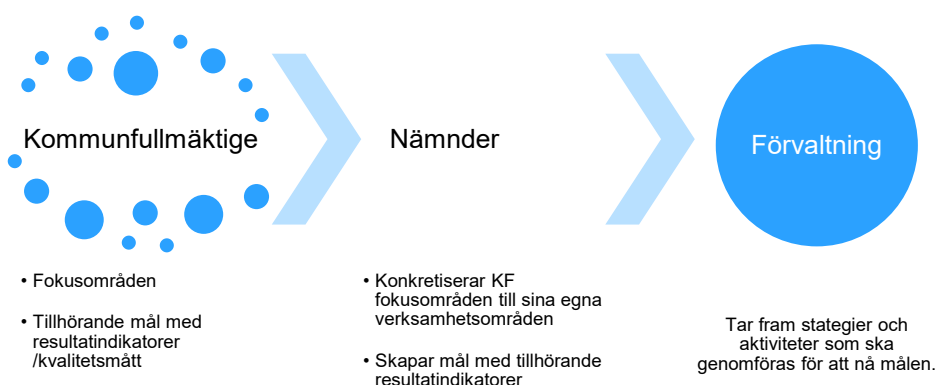 Kommunfullmäktige
Nämnder
Förvaltning
• Fokusområden
• Tillhörande mål med
resultatindikatorer
/kvalitetsmått
• Konkretiserar KF
fokusområden till sina egna
verksamhetsområden
• Skapar mål med tillhörande
resultatindikatorer
Tar fram stategier och
aktiviteter som ska
genomföras för att nå målen.